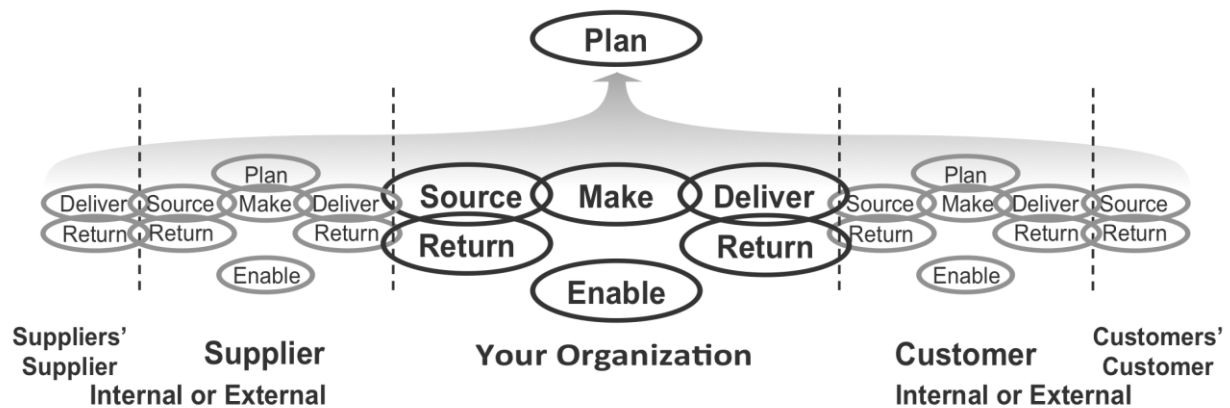 Plan
Plan
Plan
Deliver Source Make Deliver Source Make Deliver Source Make Deliver Source
Return Return Return Return Return Return Return Return
Enable Enable Enable
Suppliers’ Supplier
Supplier
Internal or External
Your Organization
Customer
Internal or External
Customers’ Customer